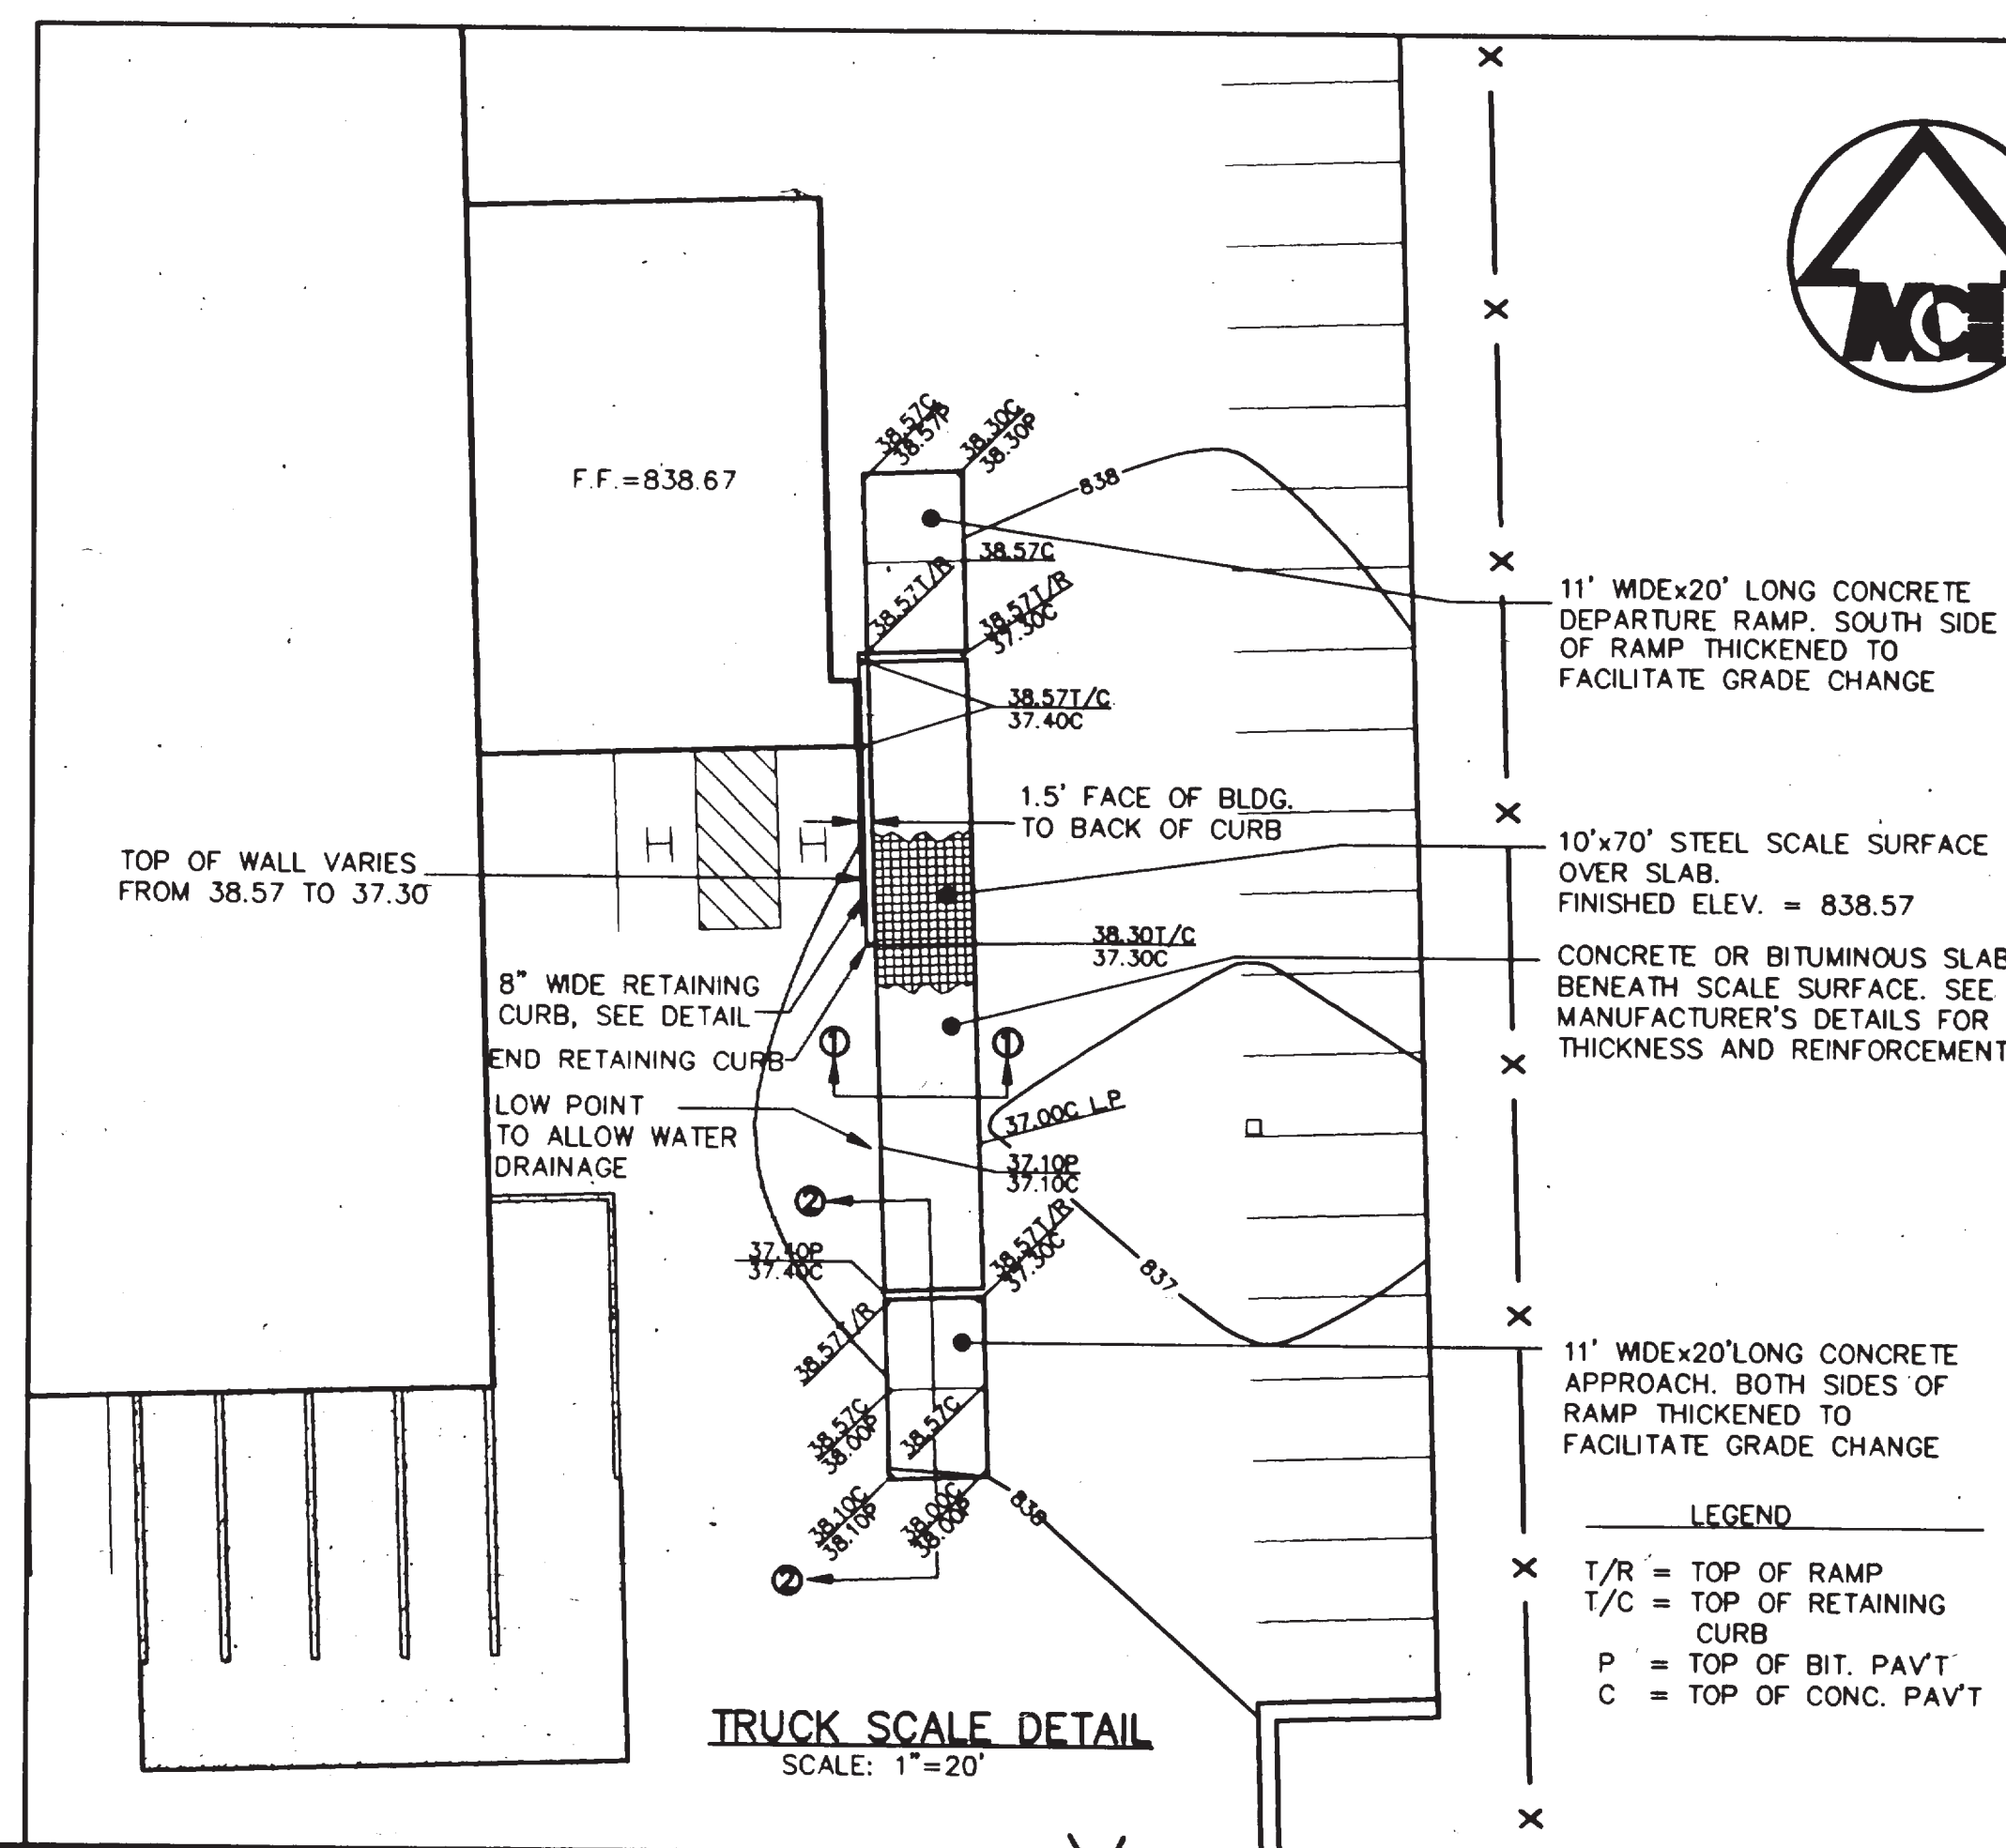 38.57C
38.57P
38.30C
38.30P
F.F.=838.67
838
38.57C
38.57T/R
38.57T/R
37.30C
11' WIDEx20' LONG CONCRETE
DEPARTURE RAMP. SOUTH SIDE
OF RAMP THICKENED TO
FACILITATE GRADE CHANGE
38.57T/C
37.40C
1.5' FACE OF BLDG.
TO BACK OF CURB
H
H
TOP OF WALL VARIES
FROM 38.57 TO 37.30
10'x70' STEEL SCALE SURFACE
OVER SLAB.
FINISHED ELEV. = 838.57
38.30T/C
37.30C
CONCRETE OR BITUMINOUS SLAB
BENEATH SCALE SURFACE. SEE
MANUFACTURER'S DETAILS FOR
THICKNESS AND REINFORCEMENT
8" WIDE RETAINING
CURB, SEE DETAIL
END RETAINING CURB
1
1
LOW POINT
TO ALLOW WATER
DRAINAGE
37.00C L.P
37.10P
37.10C
2
37.40P
37.40C
38.57T/R
37.30C
837
38.57T/R
11' WIDEx20'LONG CONCRETE
APPROACH. BOTH SIDES OF
RAMP THICKENED TO
FACILITATE GRADE CHANGE
38.57C
38.00P
38.57C
38.10C
38.10P
38.00C
38.00P
838
2
LEGEND
T/R = TOP OF RAMP
T/C = TOP OF RETAINING
CURB
P = TOP OF BIT. PAV'T
C = TOP OF CONC. PAV'T
TRUCK SCALE DETAIL
SCALE: 1"=20'